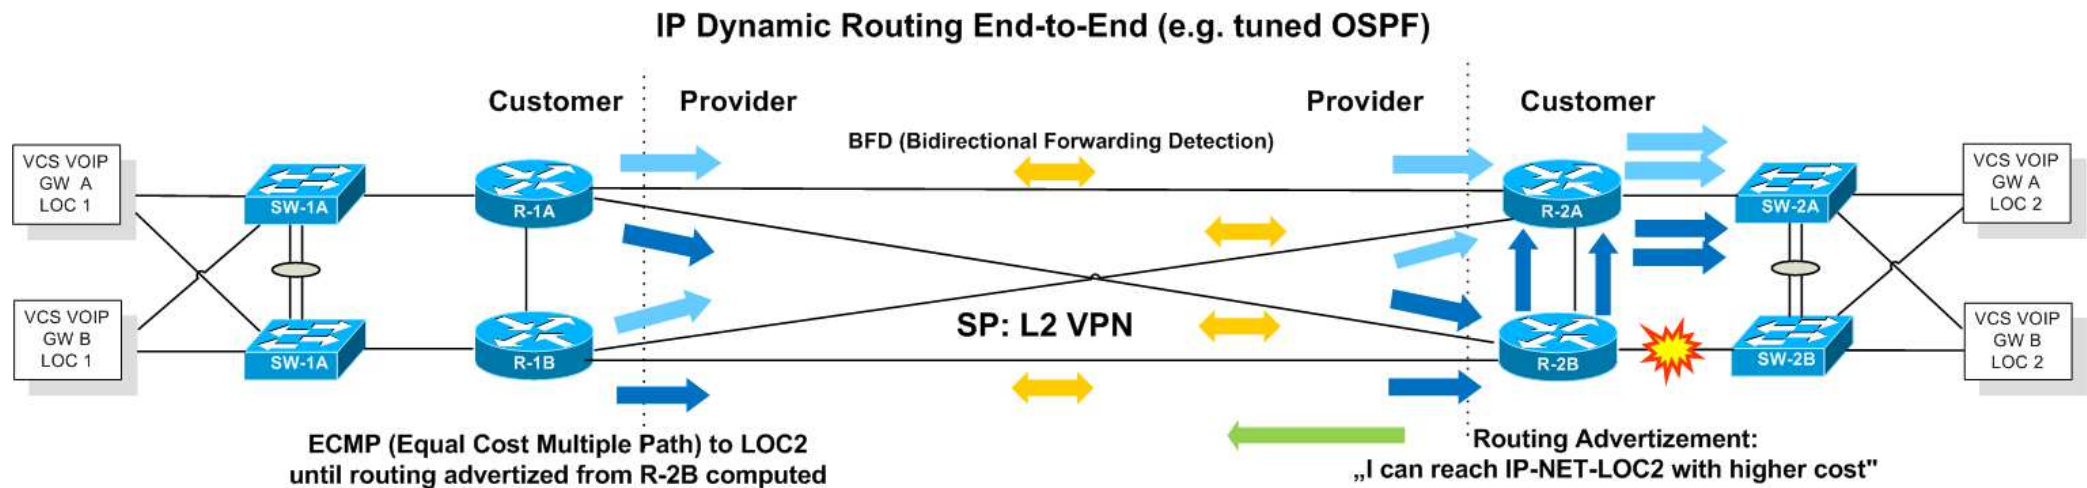 IP Dynamic Routing End-to-End (e.g. tuned OSPF)
Customer
Provider
Provider
Customer
BFD (Bidirectional Forwarding Detection)
VCS VOIP
GW A
LOC 1
SW-1A
R-1A
R-2A
SW-2A
VCS VOIP
GW A
LOC 2
VCS VOIP
GW B
LOC 1
SW-1A
R-1B
SP: L2 VPN
R-2B
SW-2B
VCS VOIP
GW B
LOC 2
ECMP (Equal Cost Multiple Path) to LOC2
until routing advertized from R-2B computed
Routing Advertizement:
„I can reach IP-NET-LOC2 with higher cost"